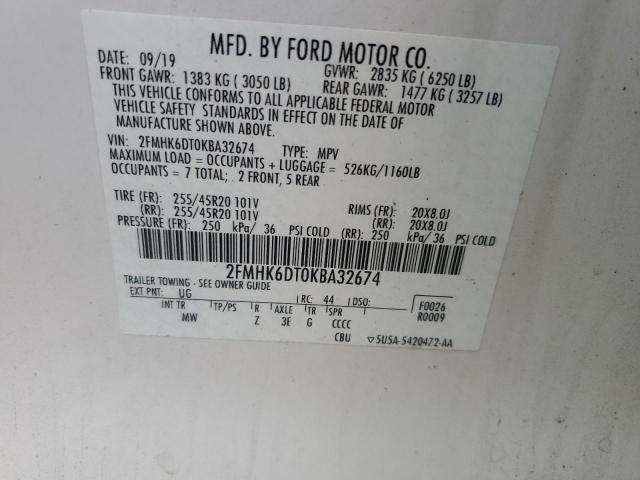 MFD. BY FORD MOTOR CO.
DATE: 09/19 GVWR: 2835 KG ( 6250 LB)
FRONT GAWR: 1383 KG ( 3050 LB) REAR GAWR: 1477 KG ( 3257 LB)
THIS VEHICLE CONFORMS TO ALL APPLICABLE FEDERAL MOTOR
VEHICLE SAFETY STANDARDS IN EFFECT ON THE DATE OF
MANUFACTURE SHOWN ABOVE.
VIN: 2FMHK6DT0KBA32674 TYPE: MPV
MAXIMUM LOAD = OCCUPANTS + LUGGAGE = 526KG/1160LB
OCCUPANTS = 7 TOTAL; 2 FRONT, 5 REAR
TIRE (FR): 255/45R20 101V RIMS (FR): 20X8.0J
(RR): 255/45R20 101V (RR): 20X8.0J
PRESSURE (FR): 250 kPa/ 36 PSI COLD (RR): 250 kPa/ 36 PSI COLD
2FMHK6DT0KBA32674
TRAILER TOWING - SEE OWNER GUIDE
EXT PNT: UG RC: 44 DSO: F0026
INT TR TP/PS R AXLE TR SPR R0009
MW Z 3E G CCCC
CBU ▽5USA-5420472-AA